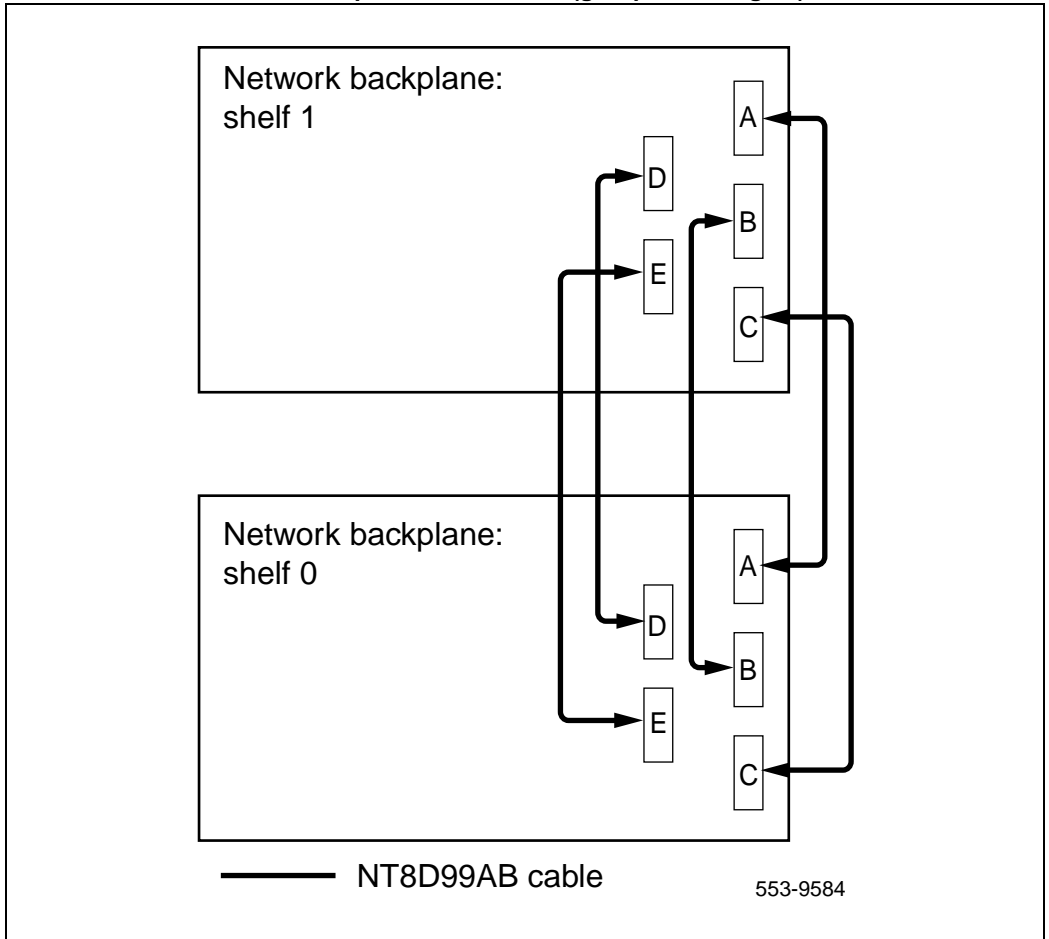 Network backplane:
shelf 1
A
D
B
E
C
Network backplane:
shelf 0
A
D
B
E
C
NT8D99AB cable
553-9584